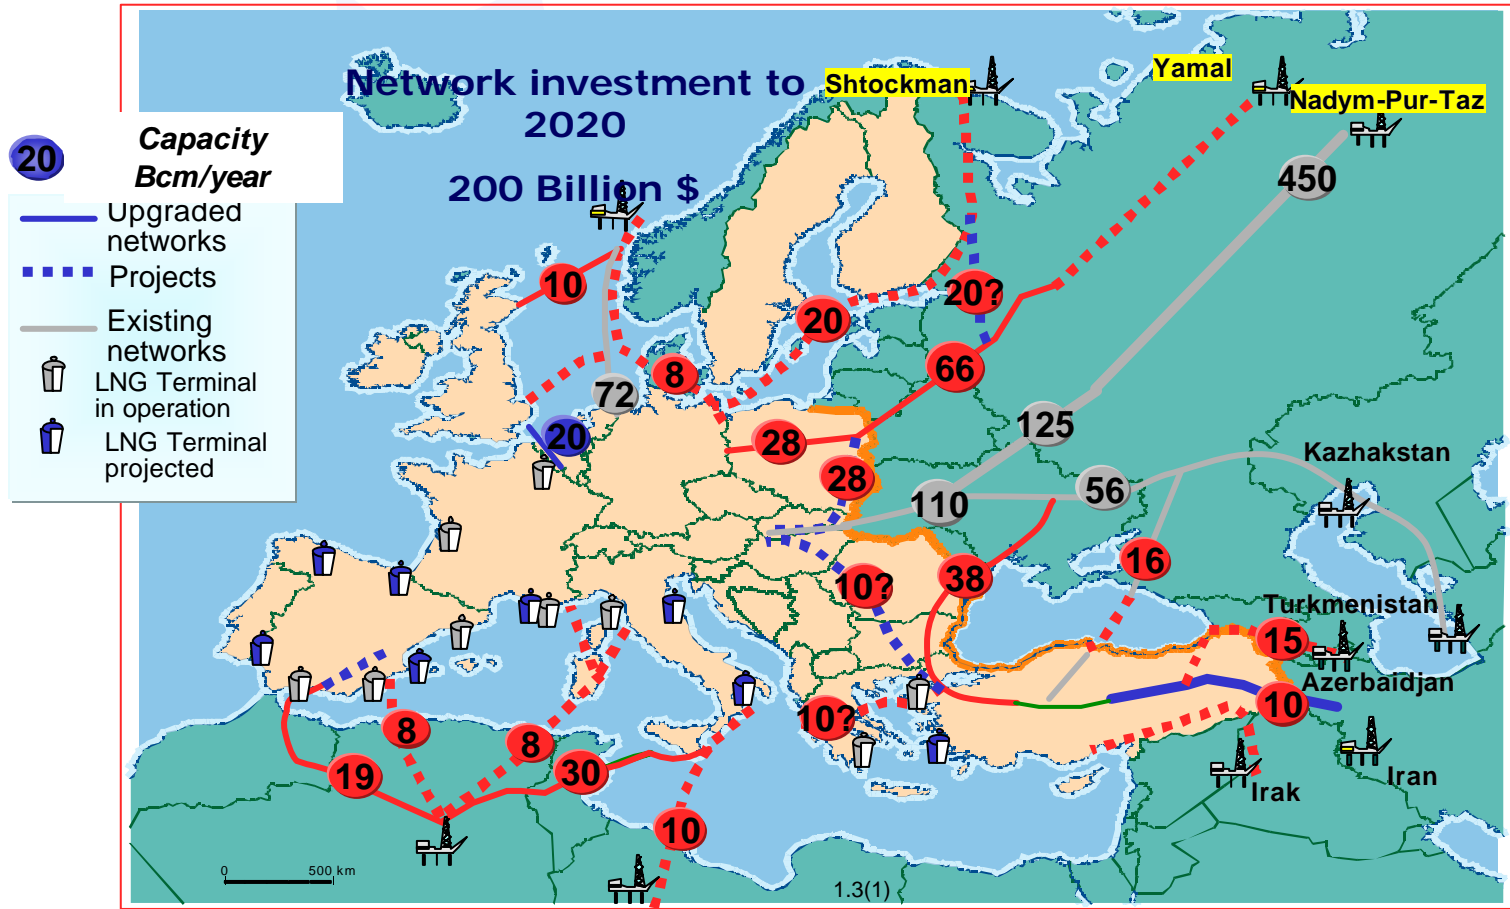 Network investment to
2020
200 Billion $
Shtockman
Yamal
Nadym-Pur-Taz
20
Capacity
Bcm/year
Upgraded
networks
Projects
Existing
networks
LNG Terminal
in operation
LNG Terminal
projected
450
10
20?
20
66
8
72
20
28
125
28
Kazhakstan
110
56
16
38
10?
Turkmenistan
15
Azerbaidjan
10
10?
8
8
19
30
Irak
Iran
10
0
500 km
1.3(1)